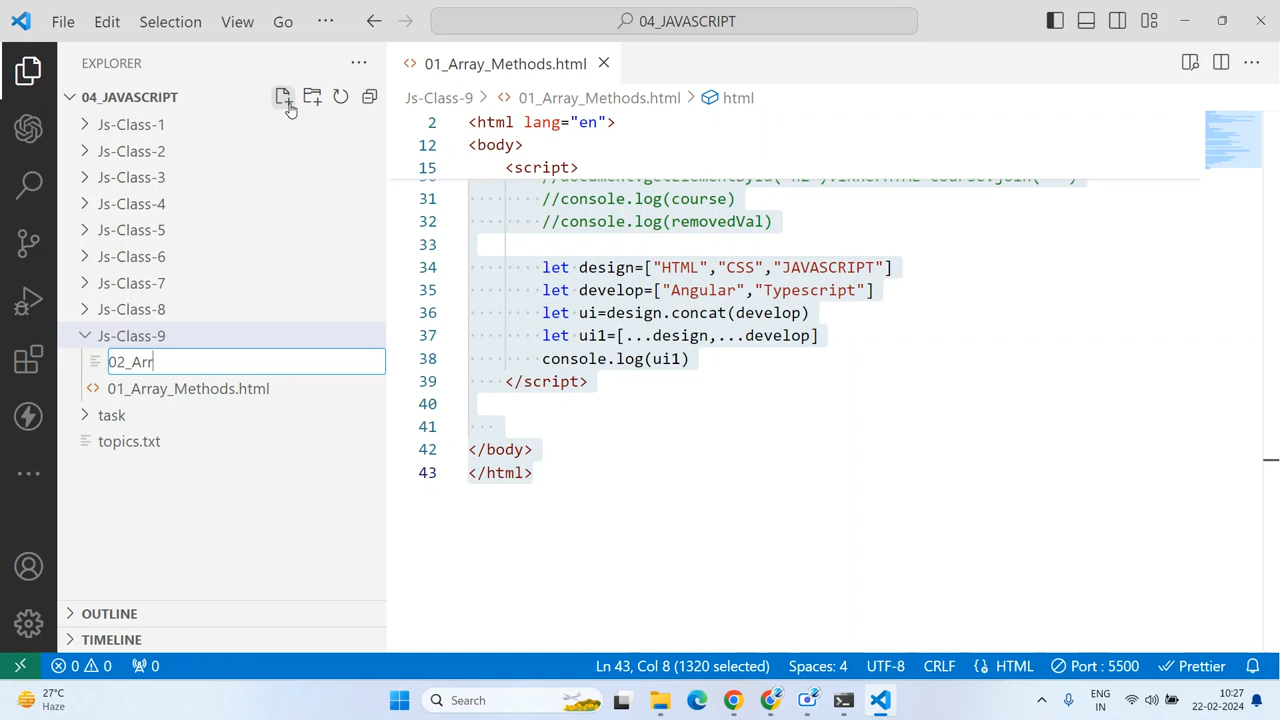 File Edit Selection View Go ··· 04_JAVASCRIPT
EXPLORER ···
01_Array_Methods.html
04_JAVASCRIPT
Js-Class-1
Js-Class-2
Js-Class-3
Js-Class-4
Js-Class-5
Js-Class-6
Js-Class-7
Js-Class-8
Js-Class-9
02_Arr
01_Array_Methods.html
task
topics.txt
OUTLINE
TIMELINE
Js-Class-9 > 01_Array_Methods.html > html
2 <html lang="en">
12 <body>
15 <script>
31 //console.log(course)
32 //console.log(removedVal)
33
34 let design=["HTML","CSS","JAVASCRIPT"]
35 let develop=["Angular","Typescript"]
36 let ui=design.concat(develop)
37 let ui1=[...design,...develop]
38 console.log(ui1)
39 </script>
40
41
42 </body>
43 </html>
0 0 0 Ln 43, Col 8 (1320 selected) Spaces: 4 UTF-8 CRLF HTML Port : 5500 Prettier
27°C
Haze
Search
ENG
IN
10:27
22-02-2024